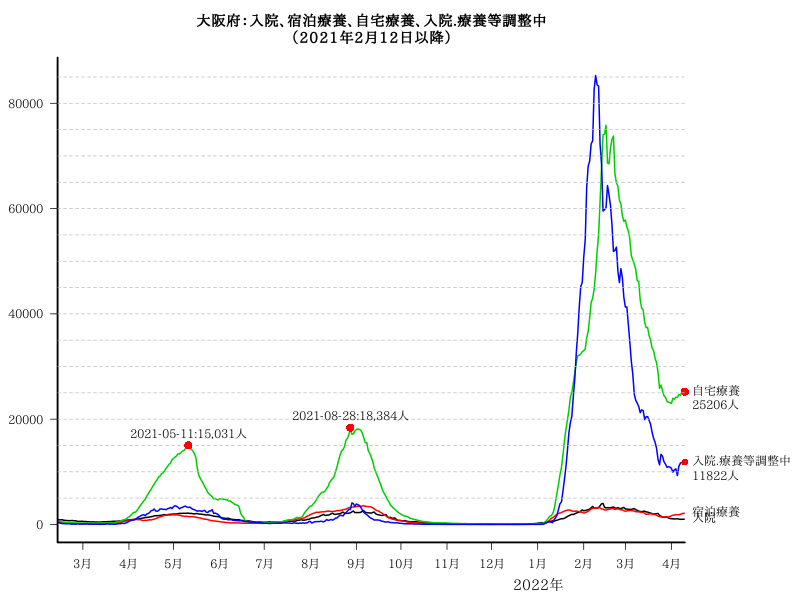 大阪府:入院、宿泊療養、自宅療養、入院.療養等調整中
(2021年2月12日以降)
80000
60000
40000
20000
0
2021-05-11:15,031人
2021-08-28:18,384人
自宅療養
25206人
入院.療養等調整中
11822人
宿泊療養
入院
3月 4月 5月 6月 7月 8月 9月 10月 11月 12月 1月 2月 3月 4月
2022年